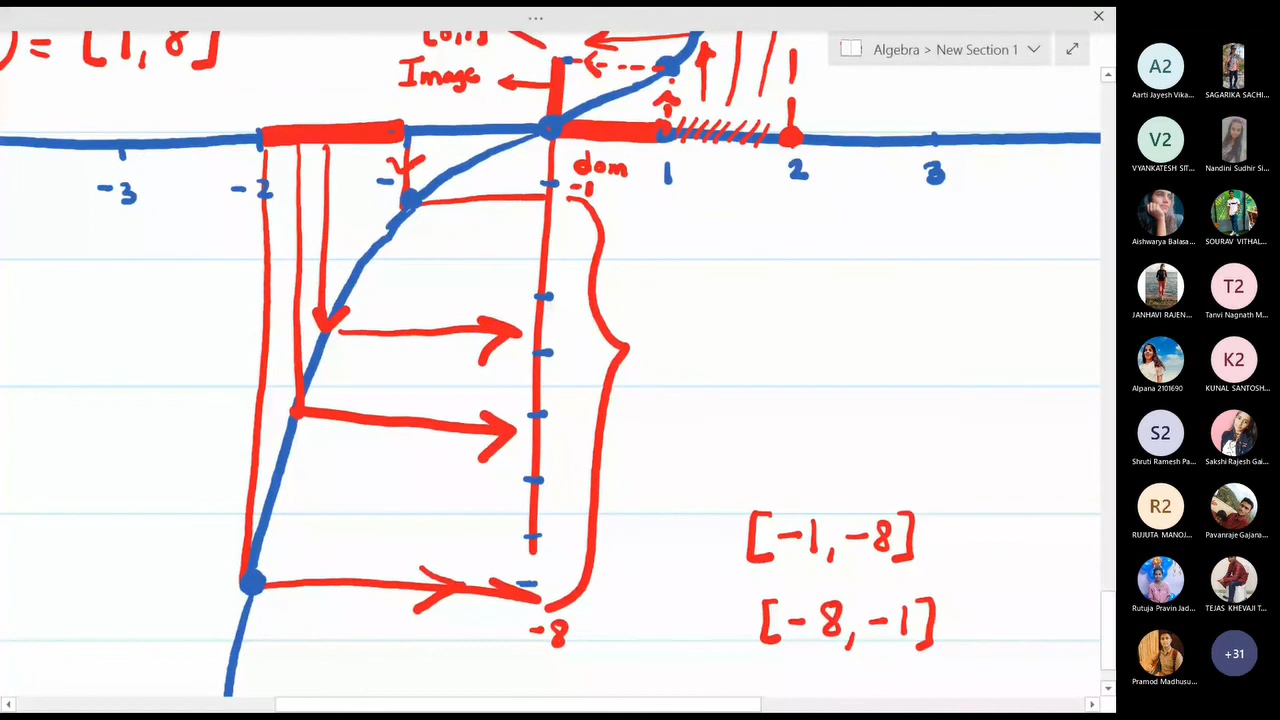 ...
Algebra > New Section 1
) = [1, 8]
[0,1]
Image
-3
-2
-
dom
-1
1
2
3
-8
[-1, -8]
[-8, -1]
A2
Aarti Jayesh Vika...
SAGARIKA SACHI...
V2
VYANKATESH SIT...
Nandini Sudhir Si...
Aishwarya Balasa...
SOURAV VITHAL...
JANHAVI RAJEN...
T2
Tanvi Nagnath M...
Alpana 2101690
K2
KUNAL SANTOSH...
S2
Shruti Ramesh Pa...
Sakshi Rajesh Gai...
R2
RUJUTA MANOJ...
Pavanraje Gajana...
Rutuja Pravin Jad...
TEJAS KHEVAJI T...
Pramod Madhusu...
+31